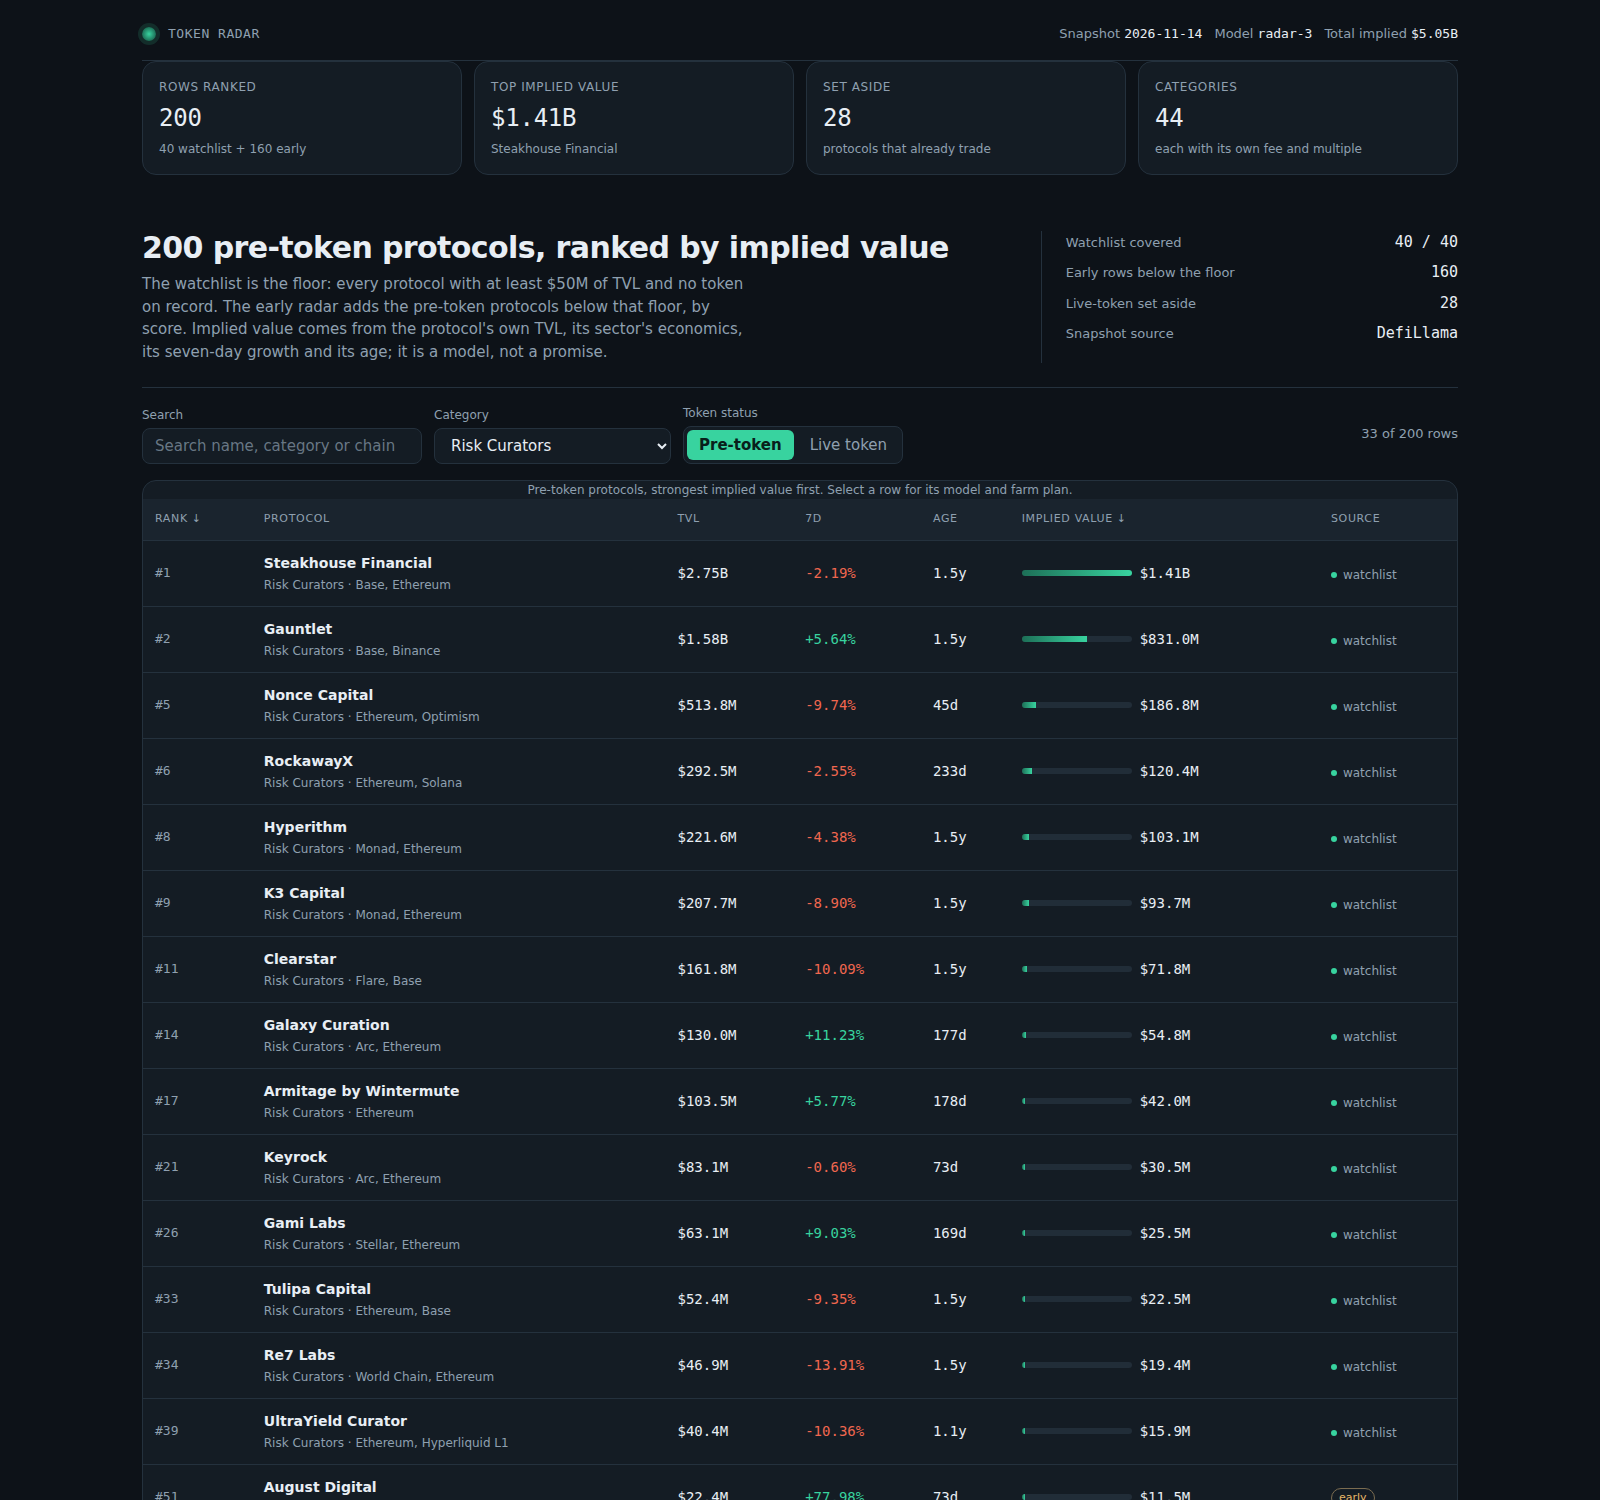 TOKEN RADAR
Snapshot 2026-11-14 Model radar-3 Total implied $5.05B
ROWS RANKED
200
40 watchlist + 160 early
TOP IMPLIED VALUE
$1.41B
Steakhouse Financial
SET ASIDE
28
protocols that already trade
CATEGORIES
44
each with its own fee and multiple
200 pre-token protocols, ranked by implied value
The watchlist is the floor: every protocol with at least $50M of TVL and no token
on record. The early radar adds the pre-token protocols below that floor, by
score. Implied value comes from the protocol's own TVL, its sector's economics,
its seven-day growth and its age; it is a model, not a promise.
Watchlist covered 40 / 40
Early rows below the floor 160
Live-token set aside 28
Snapshot source DefiLlama
Search
Search name, category or chain
Category
Risk Curators
Token status
Pre-token Live token
33 of 200 rows
Pre-token protocols, strongest implied value first. Select a row for its model and farm plan.
RANK ↓ PROTOCOL TVL 7D AGE IMPLIED VALUE ↓ SOURCE
#1 Steakhouse Financial $2.75B -2.19% 1.5y $1.41B watchlist
Risk Curators · Base, Ethereum
#2 Gauntlet $1.58B +5.64% 1.5y $831.0M watchlist
Risk Curators · Base, Binance
#5 Nonce Capital $513.8M -9.74% 45d $186.8M watchlist
Risk Curators · Ethereum, Optimism
#6 RockawayX $292.5M -2.55% 233d $120.4M watchlist
Risk Curators · Ethereum, Solana
#8 Hyperithm $221.6M -4.38% 1.5y $103.1M watchlist
Risk Curators · Monad, Ethereum
#9 K3 Capital $207.7M -8.90% 1.5y $93.7M watchlist
Risk Curators · Monad, Ethereum
#11 Clearstar $161.8M -10.09% 1.5y $71.8M watchlist
Risk Curators · Flare, Base
#14 Galaxy Curation $130.0M +11.23% 177d $54.8M watchlist
Risk Curators · Arc, Ethereum
#17 Armitage by Wintermute $103.5M +5.77% 178d $42.0M watchlist
Risk Curators · Ethereum
#21 Keyrock $83.1M -0.60% 73d $30.5M watchlist
Risk Curators · Arc, Ethereum
#26 Gami Labs $63.1M +9.03% 169d $25.5M watchlist
Risk Curators · Stellar, Ethereum
#33 Tulipa Capital $52.4M -9.35% 1.5y $22.5M watchlist
Risk Curators · Ethereum, Base
#34 Re7 Labs $46.9M -13.91% 1.5y $19.4M watchlist
Risk Curators · World Chain, Ethereum
#39 UltraYield Curator $40.4M -10.36% 1.1y $15.9M watchlist
Risk Curators · Ethereum, Hyperliquid L1
#51 August Digital $22.4M +77.98% 73d $11.5M early